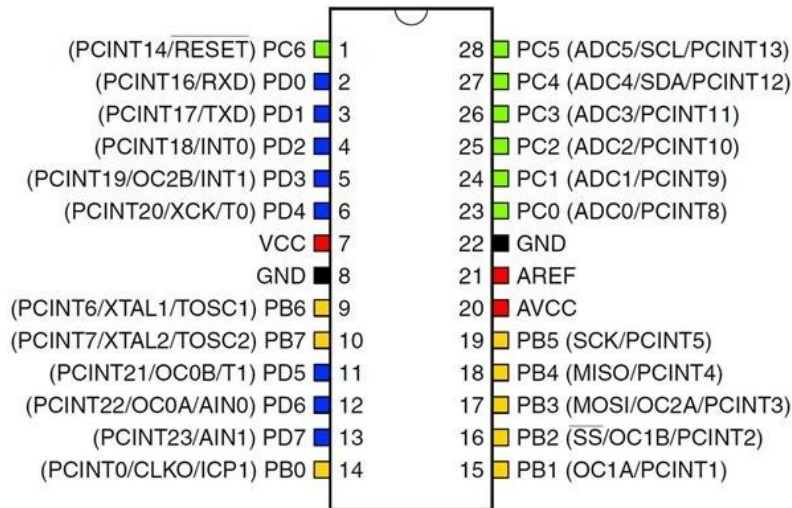 (PCINT14/RESET) PC6 1 28 PC5 (ADC5/SCL/PCINT13)
(PCINT16/RXD) PD0 2 27 PC4 (ADC4/SDA/PCINT12)
(PCINT17/TXD) PD1 3 26 PC3 (ADC3/PCINT11)
(PCINT18/INT0) PD2 4 25 PC2 (ADC2/PCINT10)
(PCINT19/OC2B/INT1) PD3 5 24 PC1 (ADC1/PCINT9)
(PCINT20/XCK/T0) PD4 6 23 PC0 (ADC0/PCINT8)
VCC 7 22 GND
GND 8 21 AREF
(PCINT6/XTAL1/TOSC1) PB6 9 20 AVCC
(PCINT7/XTAL2/TOSC2) PB7 10 19 PB5 (SCK/PCINT5)
(PCINT21/OC0B/T1) PD5 11 18 PB4 (MISO/PCINT4)
(PCINT22/OC0A/AIN0) PD6 12 17 PB3 (MOSI/OC2A/PCINT3)
(PCINT23/AIN1) PD7 13 16 PB2 (SS/OC1B/PCINT2)
(PCINT0/CLKO/ICP1) PB0 14 15 PB1 (OC1A/PCINT1)